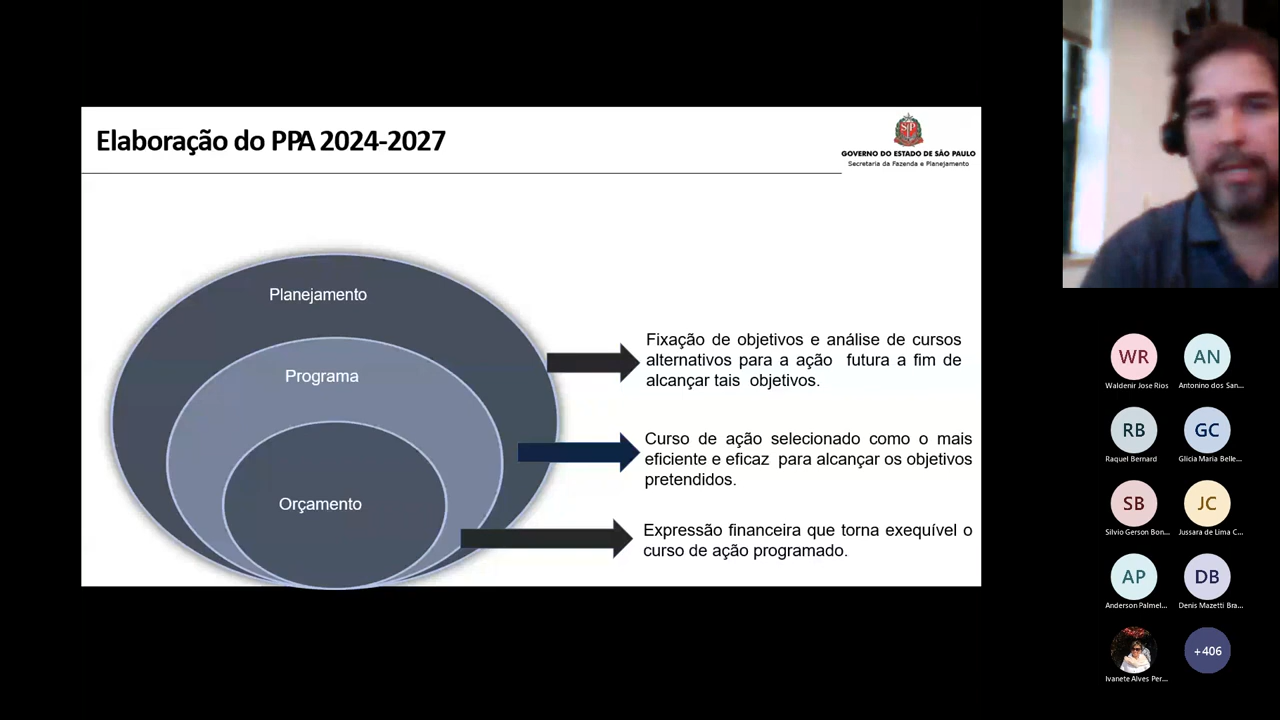 Elaboração do PPA 2024-2027
GOVERNO DO ESTADO DE SÃO PAULO
Secretaria da Fazenda e Planejamento
Planejamento
Programa
Orçamento
Fixação de objetivos e análise de cursos
alternativos para a ação futura a fim de
alcançar tais objetivos.
Curso de ação selecionado como o mais
eficiente e eficaz para alcançar os objetivos
pretendidos.
Expressão financeira que torna exequível o
curso de ação programado.
WR
AN
Waldenir Jose Rios
Antonino dos San...
RB
GC
Raquel Bernard
Glicia Maria Belle...
SB
JC
Silvio Gerson Bon...
Jussara de Lima C...
AP
DB
Anderson Palmel...
Denis Mazetti Bra...
+406
Ivanete Alves Per...